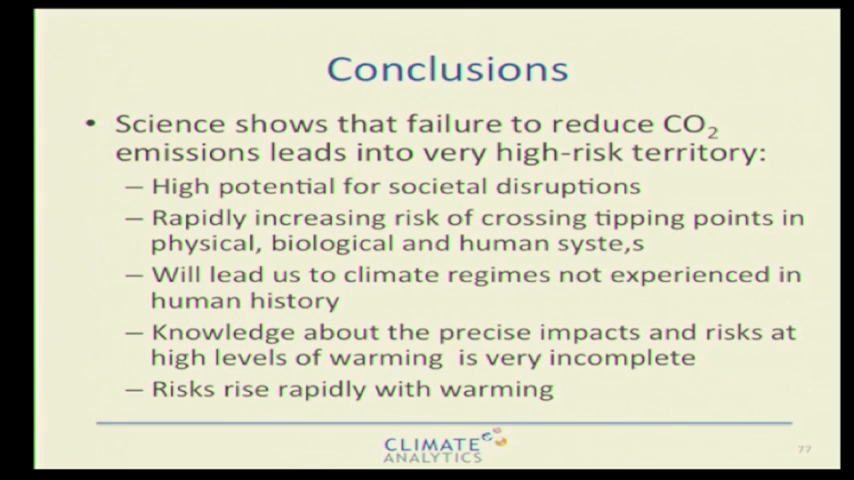 Conclusions
• Science shows that failure to reduce CO₂
emissions leads into very high-risk territory:
– High potential for societal disruptions
– Rapidly increasing risk of crossing tipping points in
physical, biological and human syste,s
– Will lead us to climate regimes not experienced in
human history
– Knowledge about the precise impacts and risks at
high levels of warming  is very incomplete
– Risks rise rapidly with warming
CLIMATE
ANALYTICS
77